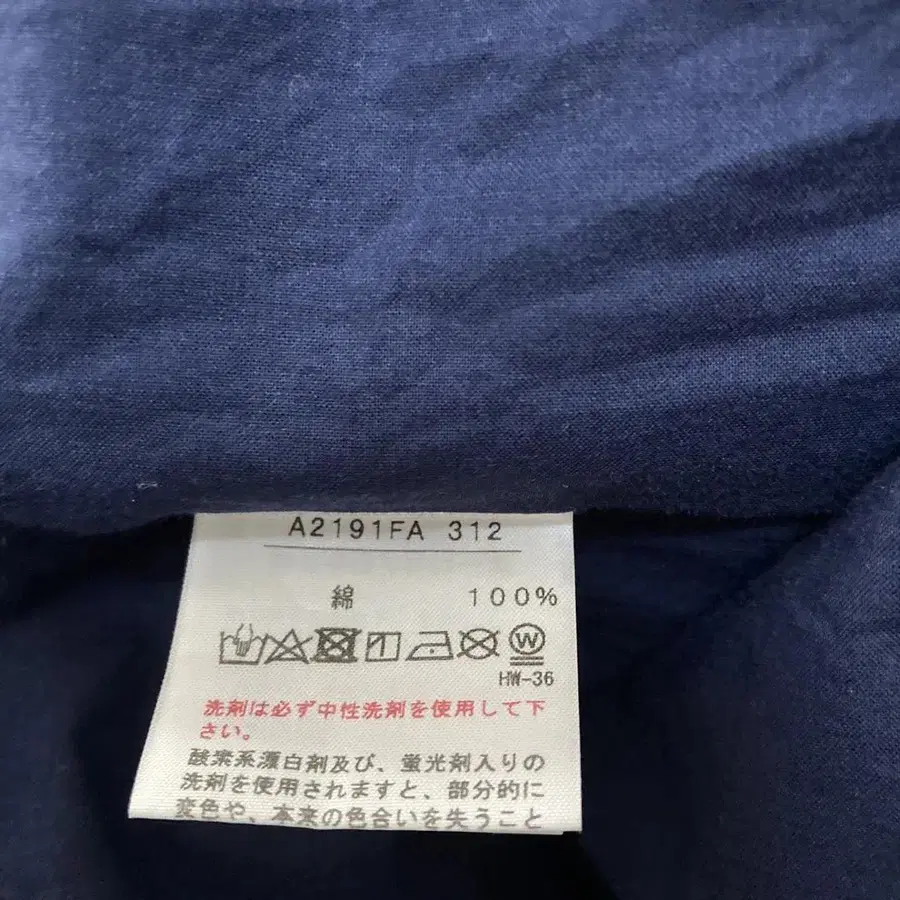 A2191FA 312
綿 100%
W
HW-36
洗剤は必ず中性洗剤を使用して下
さい。
酸素系漂白剤及び、蛍光剤入りの
洗剤を使用されますと、部分的に
変色や、本来の色合いを失うこと